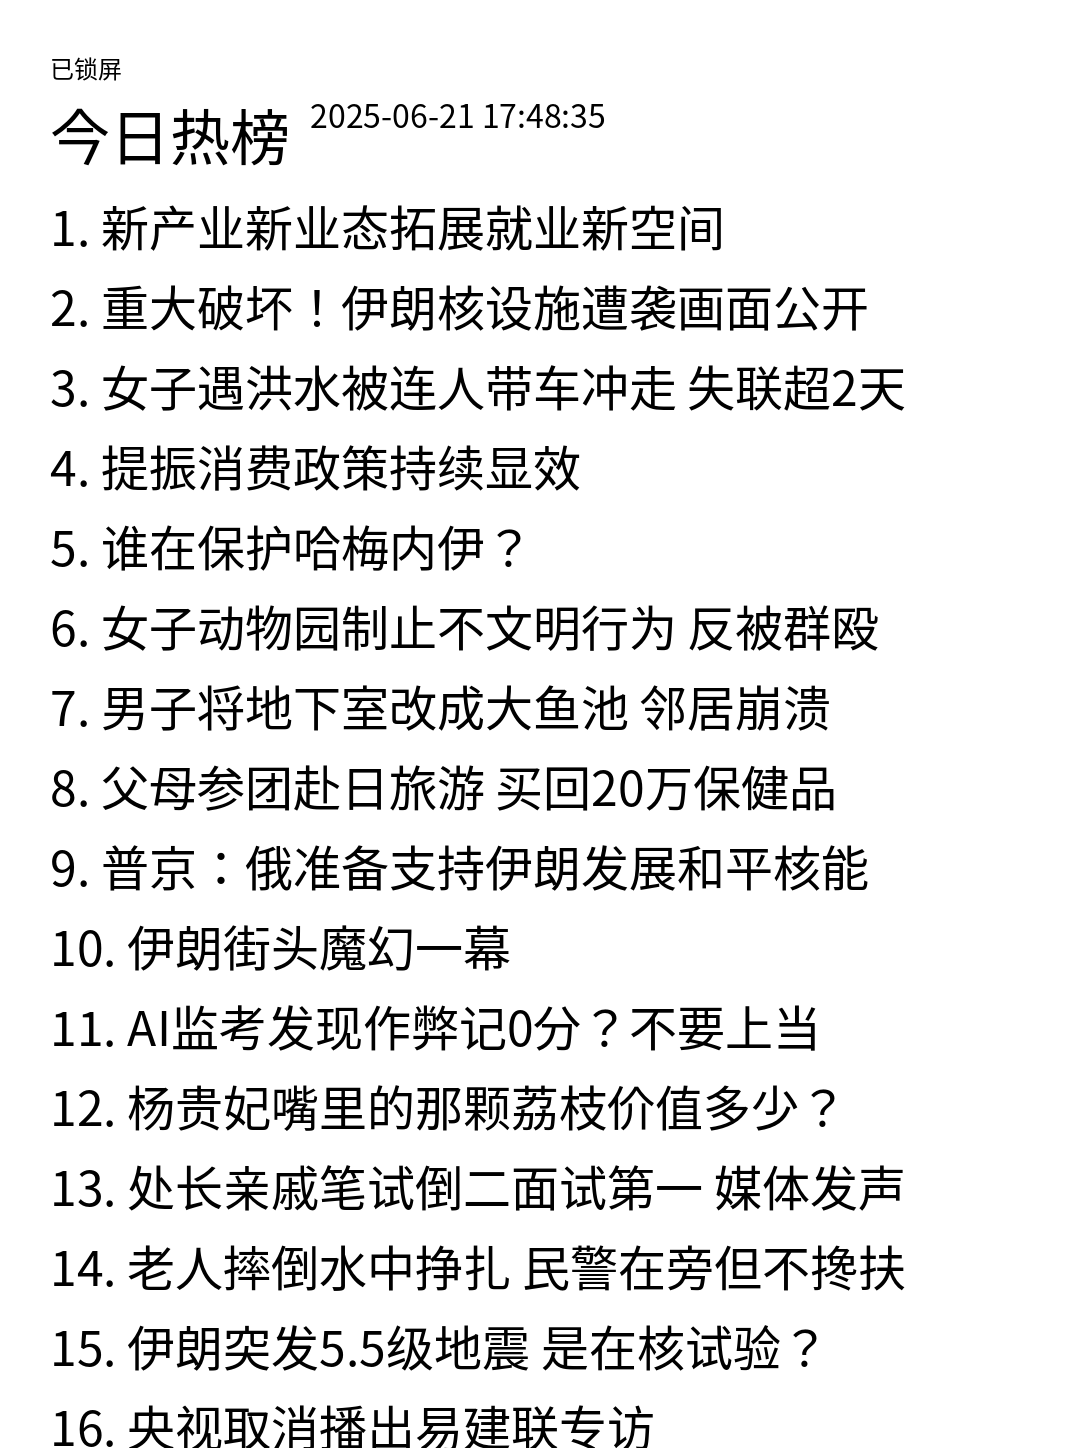 已锁屏
今日热榜 2025-06-21 17:48:35
1. 新产业新业态拓展就业新空间
2. 重大破坏！伊朗核设施遭袭画面公开
3. 女子遇洪水被连人带车冲走 失联超2天
4. 提振消费政策持续显效
5. 谁在保护哈梅内伊？
6. 女子动物园制止不文明行为 反被群殴
7. 男子将地下室改成大鱼池 邻居崩溃
8. 父母参团赴日旅游 买回20万保健品
9. 普京：俄准备支持伊朗发展和平核能
10. 伊朗街头魔幻一幕
11. AI监考发现作弊记0分？不要上当
12. 杨贵妃嘴里的那颗荔枝价值多少？
13. 处长亲戚笔试倒二面试第一 媒体发声
14. 老人摔倒水中挣扎 民警在旁但不搀扶
15. 伊朗突发5.5级地震 是在核试验？
16. 央视取消播出易建联专访